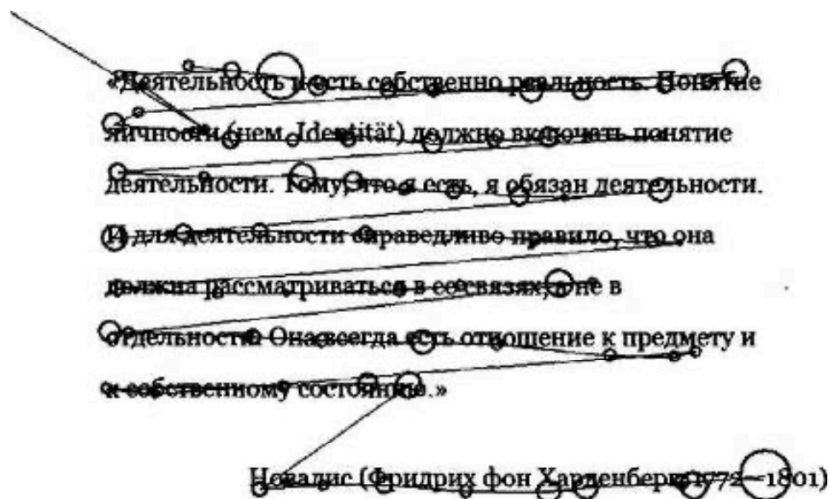 «Деятельность и есть собственно реальность. Понятие
личности (нем. Identität) должно включать понятие
деятельности. Тому, что я есть, я обязан деятельности.
И для деятельности справедливо правило, что она
должна рассматриваться в ее связях, а не в
отдельности. Она всегда есть отношение к предмету и
к собственному состоянию.»
Новалис (Фридрих фон Харденберг, 1772—1801)